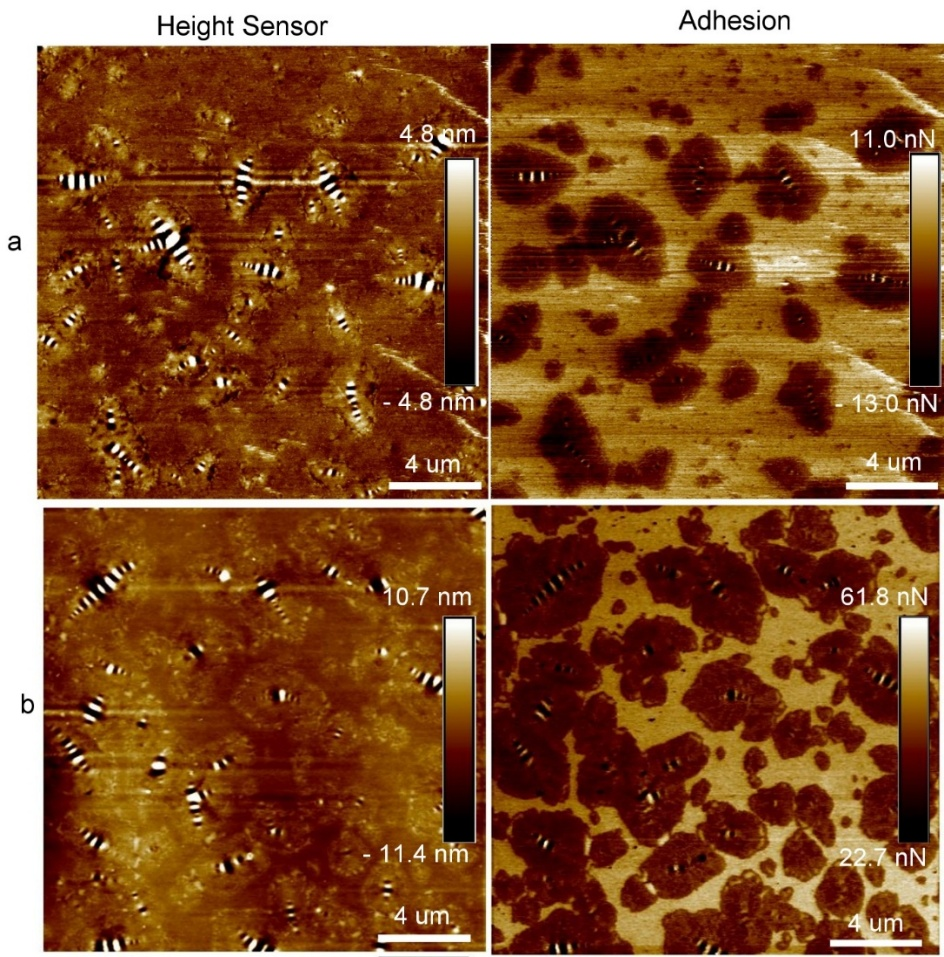 Height Sensor
Adhesion
a
4.8 nm
- 4.8 nm
4 um
11.0 nN
- 13.0 nN
4 um
b
10.7 nm
- 11.4 nm
4 um
61.8 nN
22.7 nN
4 um